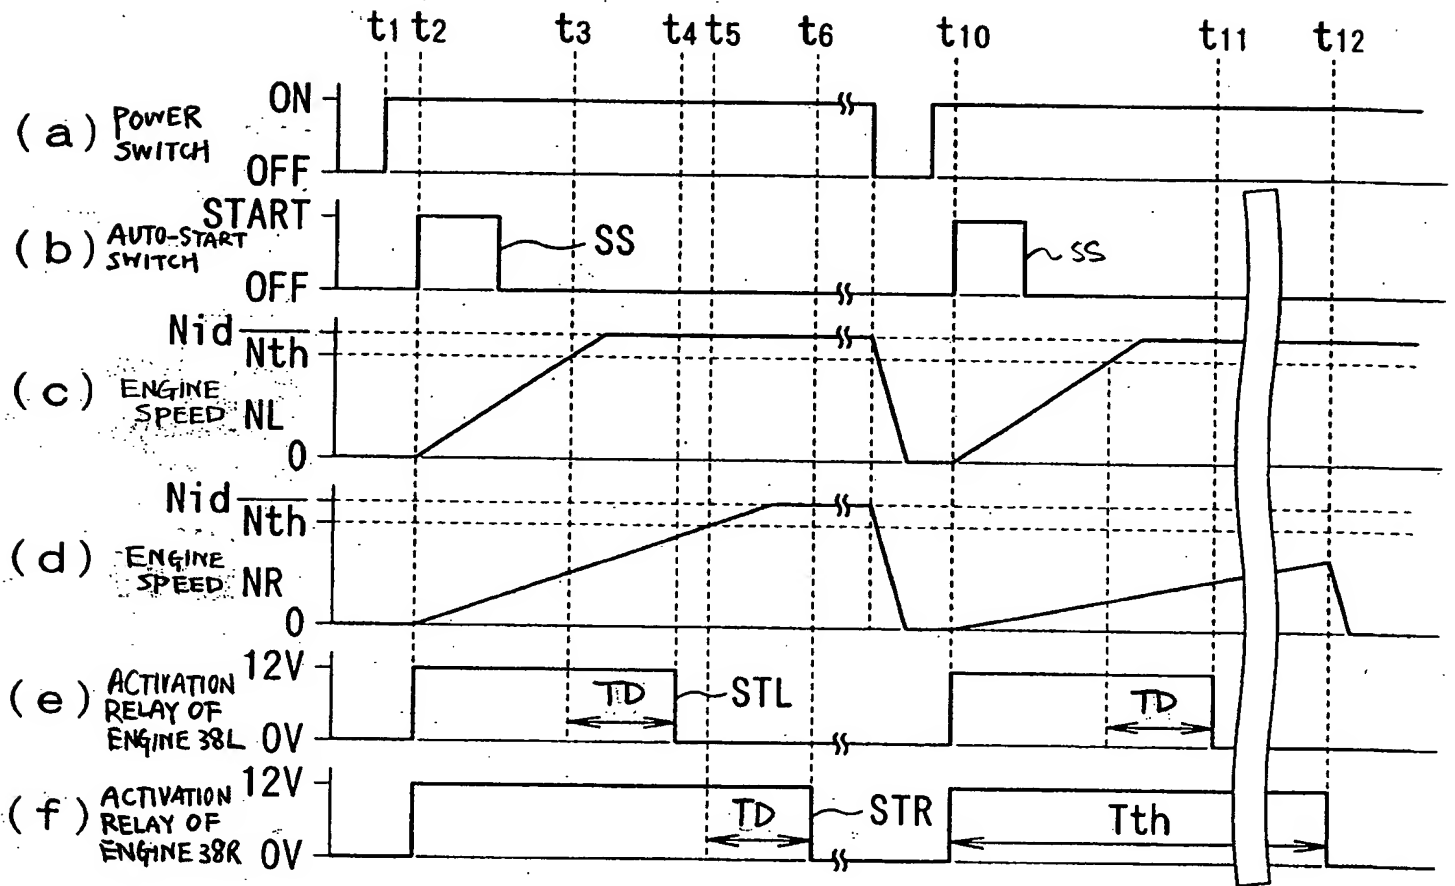 t1 t2 t3 t4 t5 t6 t10 t11 t12
(a) POWER SWITCH ON OFF
(b) AUTO-START SWITCH START OFF SS SS
(c) ENGINE SPEED NL Nid Nth 0
(d) ENGINE SPEED NR Nid Nth 0
(e) ACTIVATION RELAY OF ENGINE 38L 12V 0V TD STL TD
(f) ACTIVATION RELAY OF ENGINE 38R 12V 0V TD STR Tth